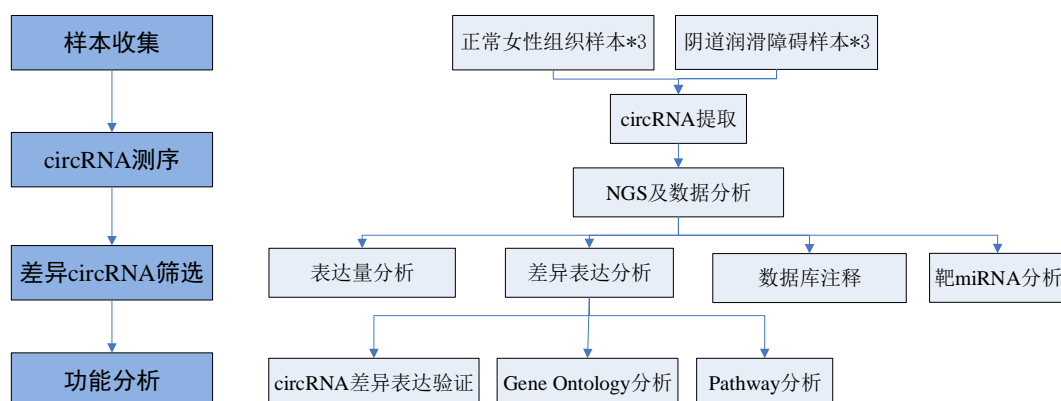 样本收集
正常女性组织样本*3
阴道润滑障碍样本*3
circRNA提取
circRNA测序
NGS及数据分析
差异circRNA筛选
表达量分析
差异表达分析
数据库注释
靶miRNA分析
功能分析
circRNA差异表达验证
Gene Ontology分析
Pathway分析